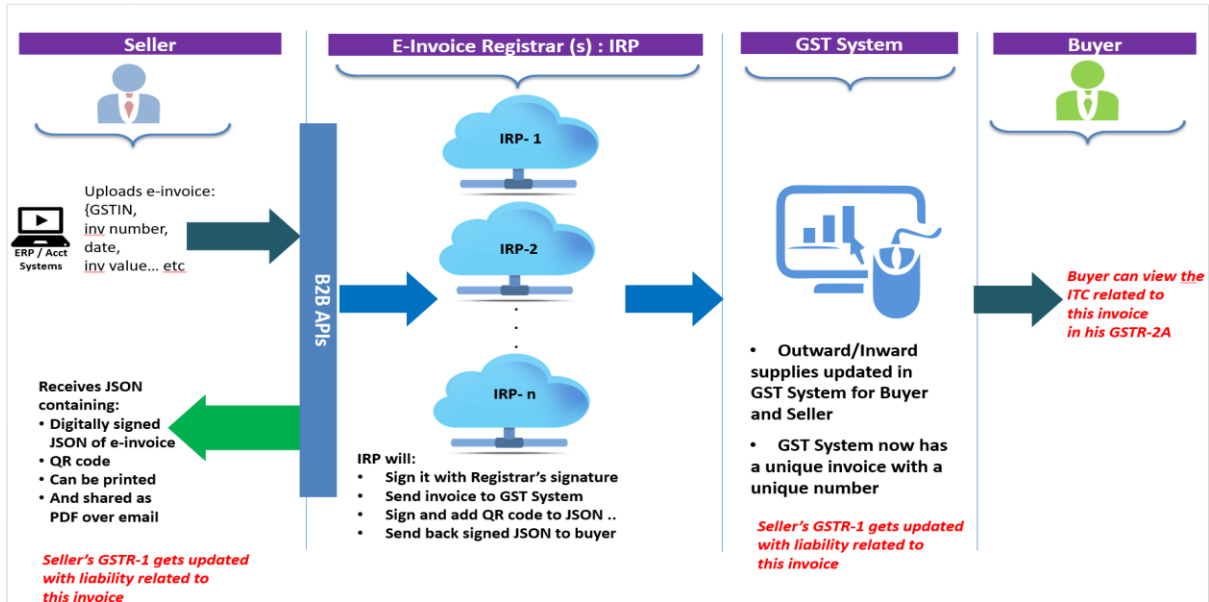 Seller
E-Invoice Registrar (s) : IRP
GST System
Buyer
Uploads e-invoice:
{GSTIN,
inv number,
date,
inv value... etc
ERP / Acct
Systems
Receives JSON
containing:
• Digitally signed
JSON of e-invoice
• QR code
• Can be printed
• And shared as
PDF over email
Seller's GSTR-1 gets updated
with liability related to
this invoice
B2B APIs
IRP- 1
IRP-2
IRP- n
IRP will:
• Sign it with Registrar's signature
• Send invoice to GST System
• Sign and add QR code to JSON ..
• Send back signed JSON to buyer
• Outward/Inward
supplies updated in
GST System for Buyer
and Seller
• GST System now has
a unique invoice with a
unique number
Seller's GSTR-1 gets updated
with liability related to
this invoice
Buyer can view the
ITC related to
this invoice
in his GSTR-2A